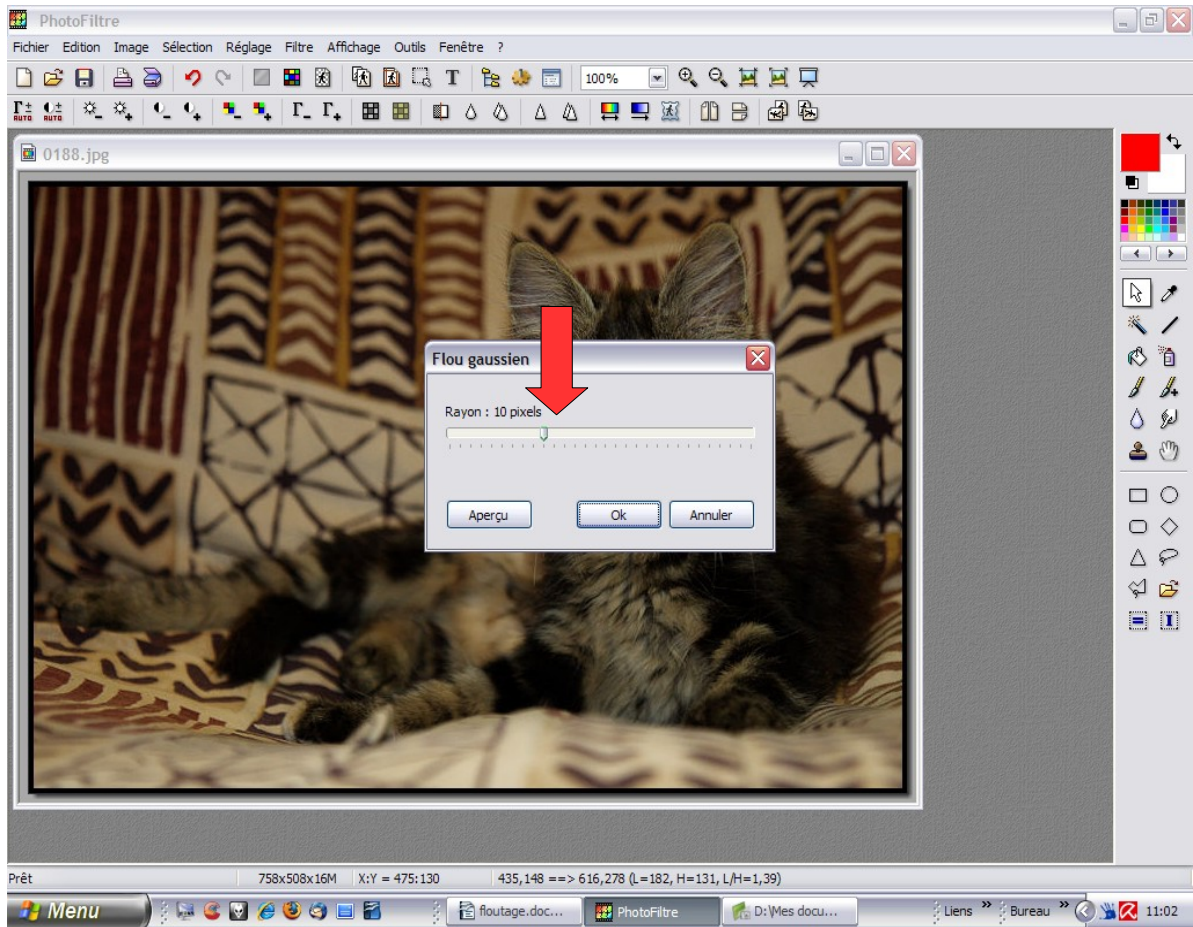 PhotoFiltre
Fichier Edition Image Sélection Réglage Filtre Affichage Outils Fenêtre ?
T 100%
AUTO AUTO
0188.jpg
Flou gaussien
Rayon : 10 pixels
Aperçu Ok Annuler
Prêt 758x508x16M X:Y = 475:130 435,148 ==> 616,278 (L=182, H=131, L/H=1,39)
Menu floutage.doc... PhotoFiltre D:\Mes docu... Liens » Bureau » 11:02